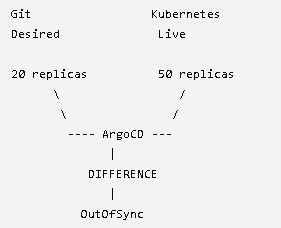 Git Kubernetes
Desired Live
20 replicas 50 replicas
\ /
\ /
---- ArgoCD ---
|
DIFFERENCE
|
OutOfSync